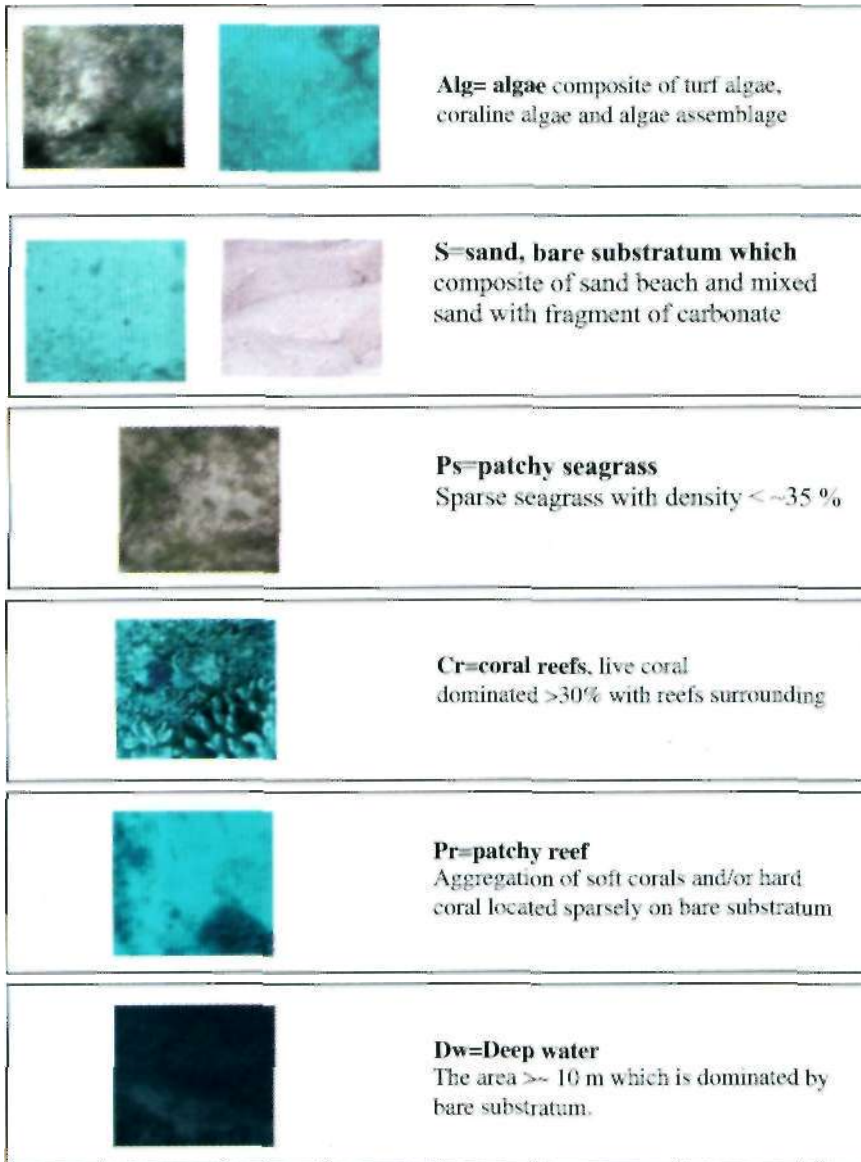 Alg= algae composite of turf algae,
coraline algae and algae assemblage
S=sand, bare substratum which
composite of sand beach and mixed
sand with fragment of carbonate
Ps=patchy seagrass
Sparse seagrass with density < ~35 %
Cr=coral reefs, live coral
dominated >30% with reefs surrounding
Pr=patchy reef
Aggregation of soft corals and/or hard
coral located sparsely on bare substratum
Dw=Deep water
The area >~ 10 m which is dominated by
bare substratum.